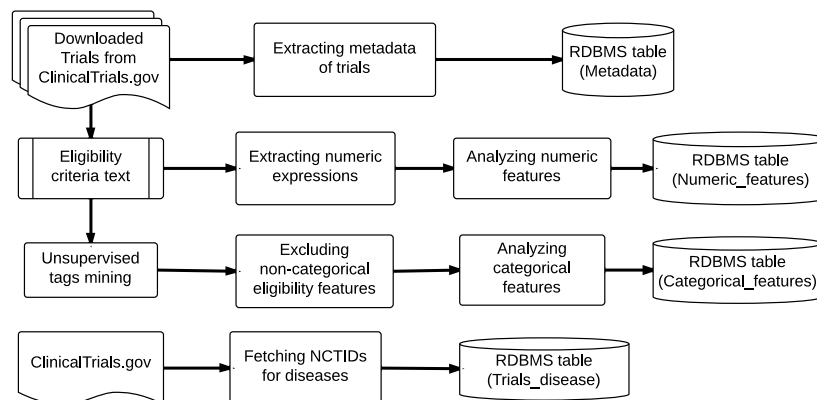 Downloaded
Trials from
ClinicalTrials.gov
Extracting metadata
of trials
RDBMS table
(Metadata)
Eligibility
criteria text
Extracting numeric
expressions
Analyzing numeric
features
RDBMS table
(Numeric_features)
Unsupervised
tags mining
Excluding
non-categorical
eligibility features
Analyzing
categorical
features
RDBMS table
(Categorical_features)
ClinicalTrials.gov
Fetching NCTIDs
for diseases
RDBMS table
(Trials_disease)